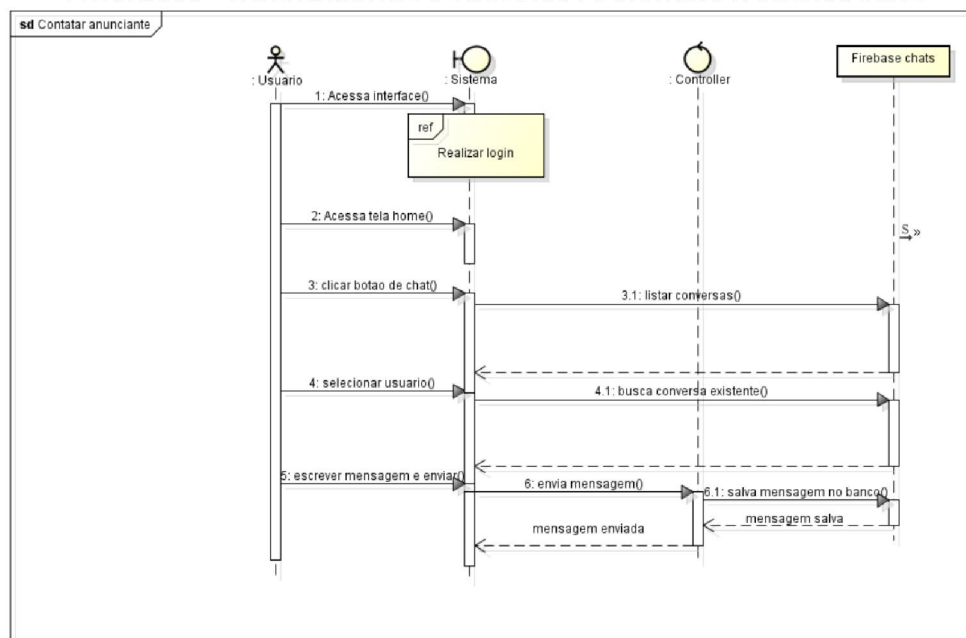 sd Contatar anunciante
: Usuario
: Sistema
: Controller
Firebase chats
1: Acessa interface()
ref
Realizar login
2: Acessa tela home()
S »
3: clicar botao de chat()
3.1: listar conversas()
4: selecionar usuario()
4.1: busca conversa existente()
5: escrever mensagem e enviar()
6: envia mensagem()
6.1: salva mensagem no banco()
mensagem salva
mensagem enviada